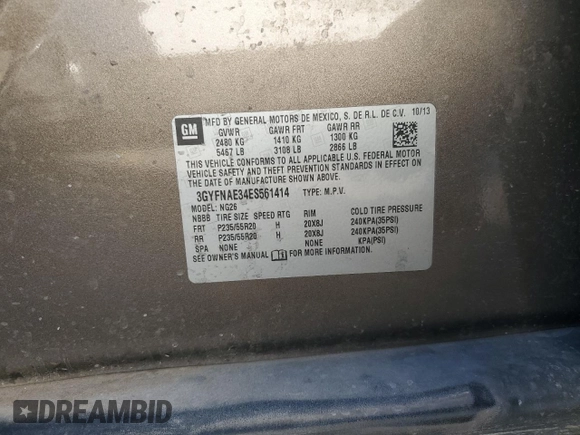 GM
MFD BY GENERAL MOTORS DE MEXICO, S. DE R.L. DE C.V. 10/13
GVWR GAWR FRT GAWR RR
2480 KG 1410 KG 1300 KG
5467 LB 3108 LB 2866 LB
THIS VEHICLE CONFORMS TO ALL APPLICABLE U.S. FEDERAL MOTOR
VEHICLE SAFETY AND THEFT PREVENTION STANDARDS IN EFFECT ON
THE DATE OF MANUFACTURE SHOWN ABOVE.
3GYFNAE34ES561414 TYPE: M.P.V.
MODEL: NG26
NBBB TIRE SIZE SPEED RTG RIM COLD TIRE PRESSURE
FRT P235/55R20 H 20X8J 240KPA(35PSI)
RR P235/55R20 H 20X8J 240KPA(35PSI)
SPA NONE NONE KPA(PSI)
SEE OWNER'S MANUAL FOR MORE INFORMATION.
DREAMBID